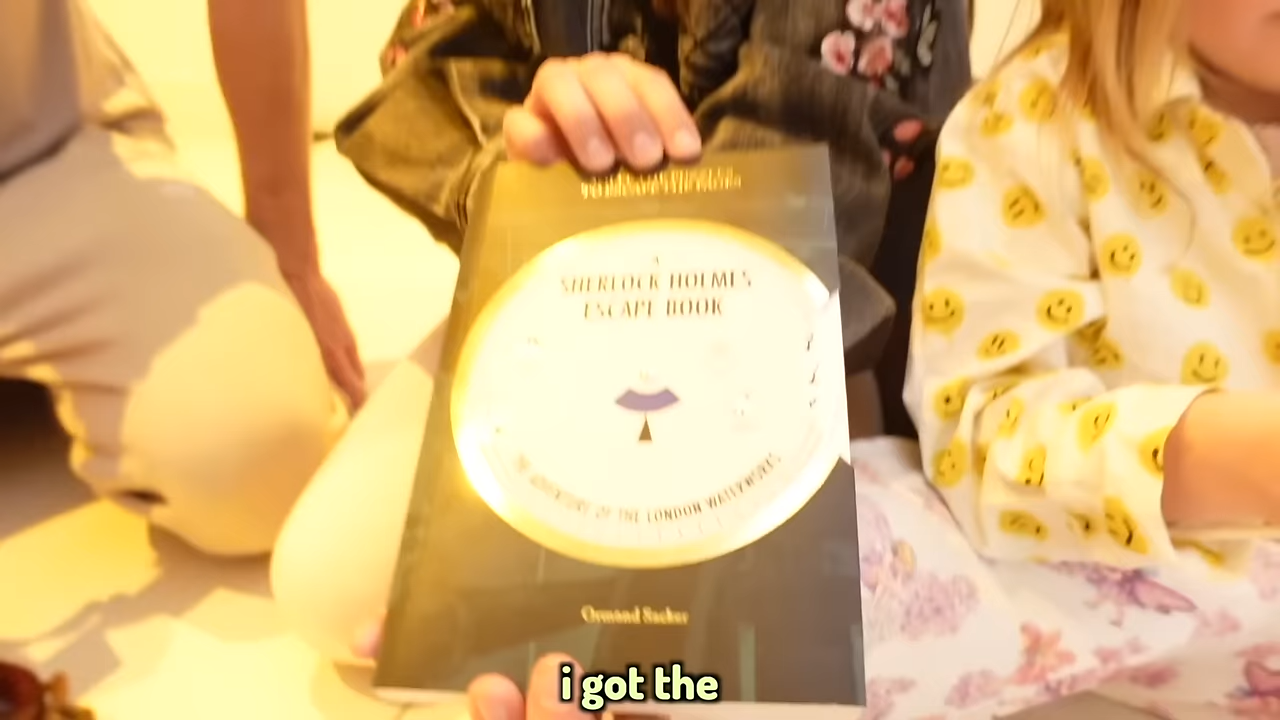 A
SHERLOCK HOLMES
ESCAPE BOOK
THE ADVENTURE OF THE LONDON WATERWORKS
Ormond Sacker
i got the